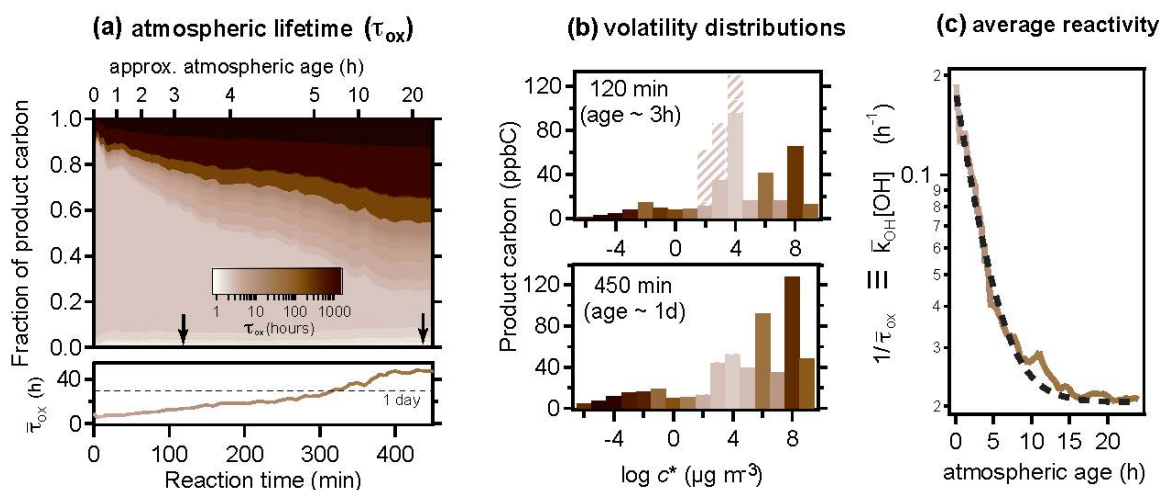 (a) atmospheric lifetime (τox)
approx. atmospheric age (h)
0 1 2 3 4 5 10 20
Fraction of product carbon
1.0
0.8
0.6
0.4
0.2
0.0
1 10 100 1000
τox (hours)
τ̄ox (h)
40
0
1 day
0 100 200 300 400
Reaction time (min)
(b) volatility distributions
Product carbon (ppbC)
120
80
40
0
120 min
(age ~ 3h)
-4 0 4 8
120
80
40
0
450 min
(age ~ 1d)
-4 0 4 8
log c* (µg m-3)
(c) average reactivity
1/τ̄ox ≡ k̄OH[OH] (h-1)
2
0.1
9
8
7
6
5
4
3
2
0 5 10 15 20
atmospheric age (h)